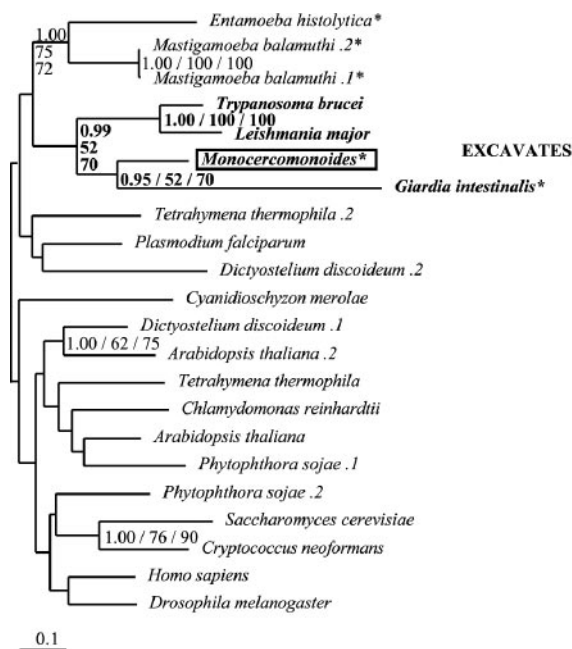 Entamoeba histolytica*
1.00
75
72
Mastigamoeba balamuthi .2*
1.00 / 100 / 100
Mastigamoeba balamuthi .1*
Trypanosoma brucei
1.00 / 100 / 100
Leishmania major
0.99
52
70
Monocercomonoides*
EXCAVATES
0.95 / 52 / 70
Giardia intestinalis*
Tetrahymena thermophila .2
Plasmodium falciparum
Dictyostelium discoideum .2
Cyanidioschyzon merolae
Dictyostelium discoideum .1
1.00 / 62 / 75
Arabidopsis thaliana .2
Tetrahymena thermophila
Chlamydomonas reinhardtii
Arabidopsis thaliana
Phytophthora sojae .1
Phytophthora sojae .2
Saccharomyces cerevisiae
1.00 / 76 / 90
Cryptococcus neoformans
Homo sapiens
Drosophila melanogaster
0.1